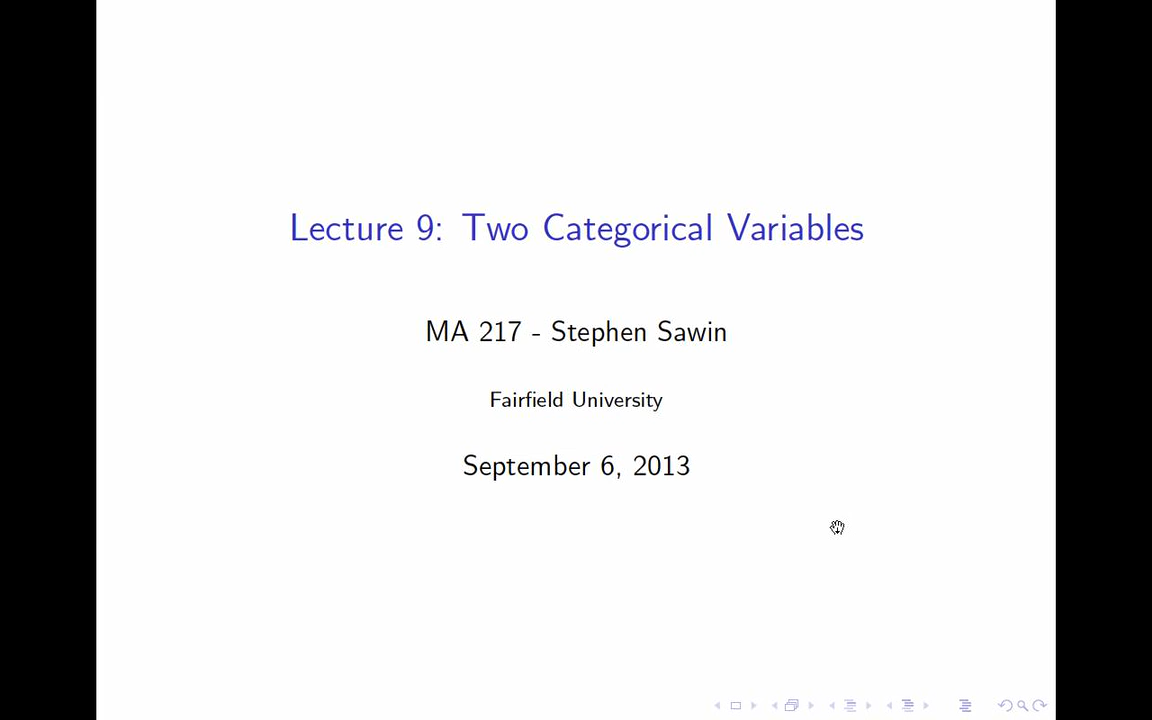 Lecture 9: Two Categorical Variables
MA 217 - Stephen Sawin
Fairfield University
September 6, 2013